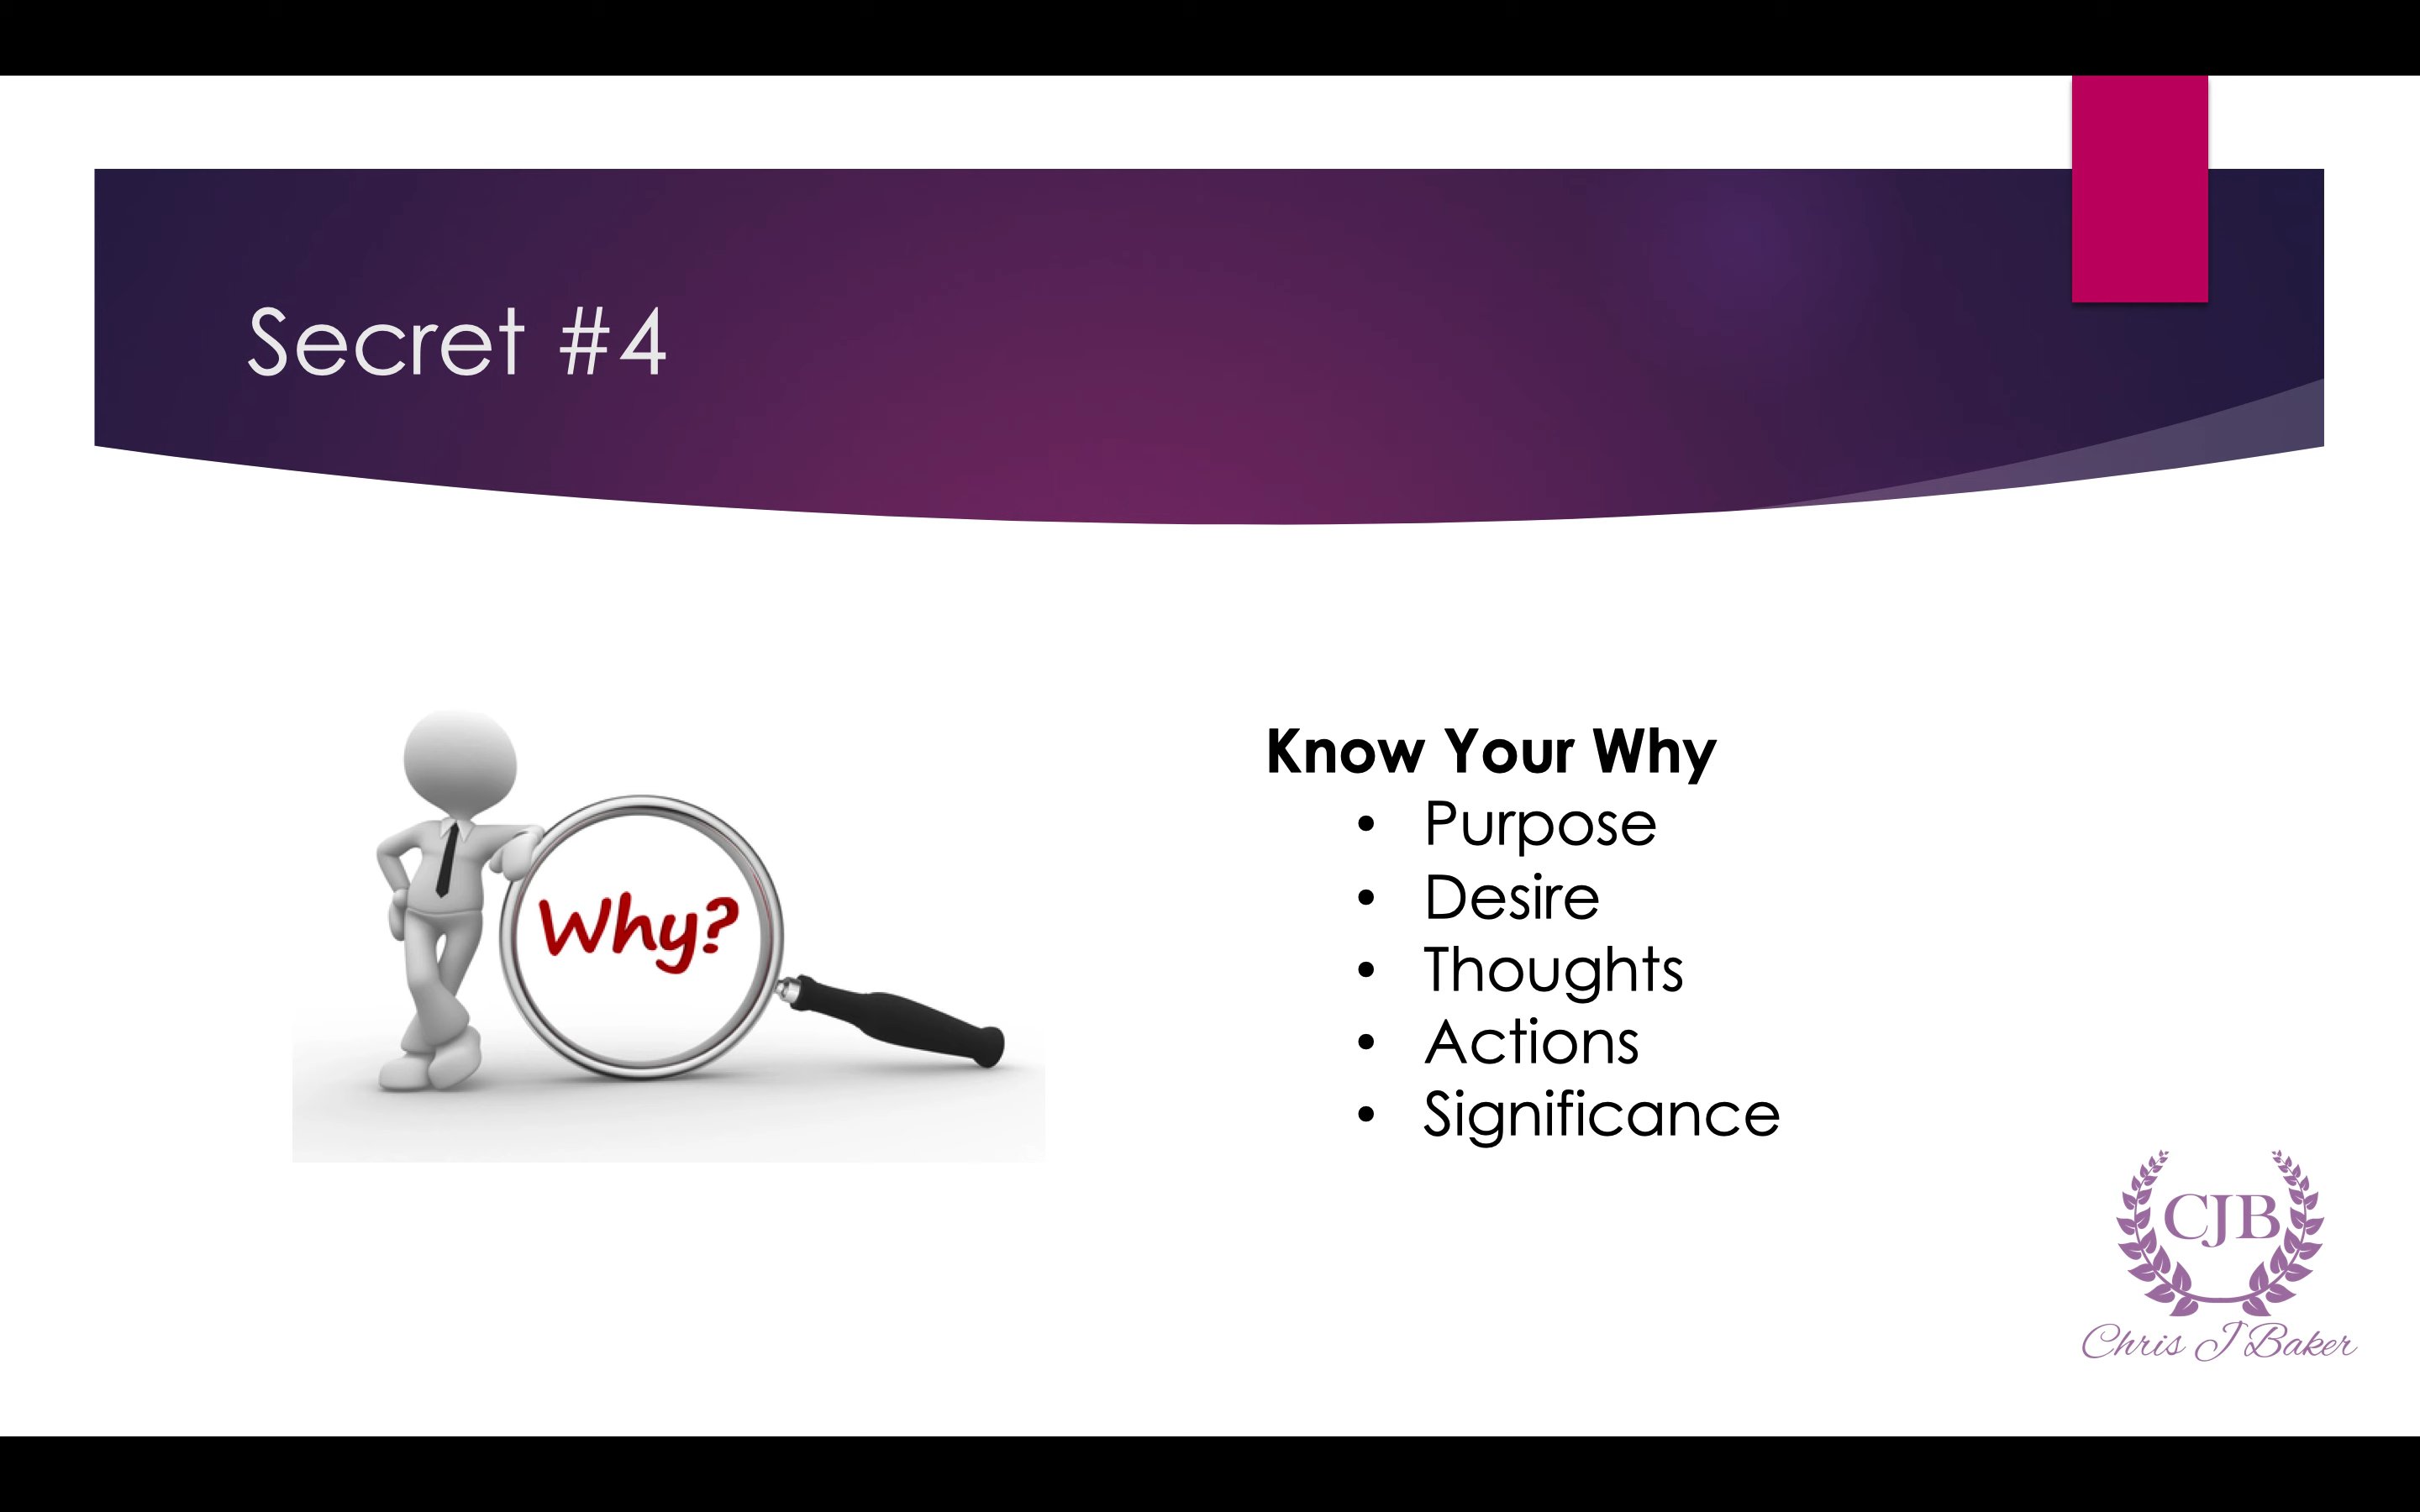 Secret #4
Why?
Know Your Why
• Purpose
• Desire
• Thoughts
• Actions
• Significance
CJB
Chris J Baker